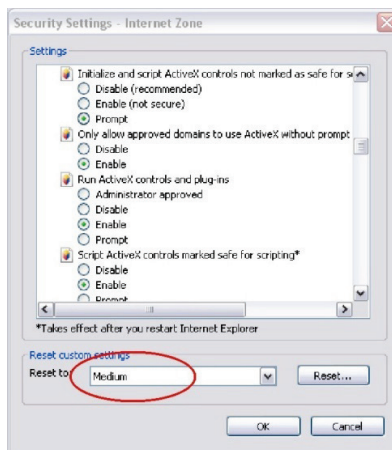 Security Settings - Internet Zone
Settings
Initialize and script ActiveX controls not marked as safe for s
Disable (recommended)
Enable (not secure)
Prompt
Only allow approved domains to use ActiveX without prompt
Disable
Enable
Run ActiveX controls and plug-ins
Administrator approved
Disable
Enable
Prompt
Script ActiveX controls marked safe for scripting*
Disable
Enable
Prompt
*Takes effect after you restart Internet Explorer
Reset custom settings
Reset to: Medium Reset...
OK Cancel